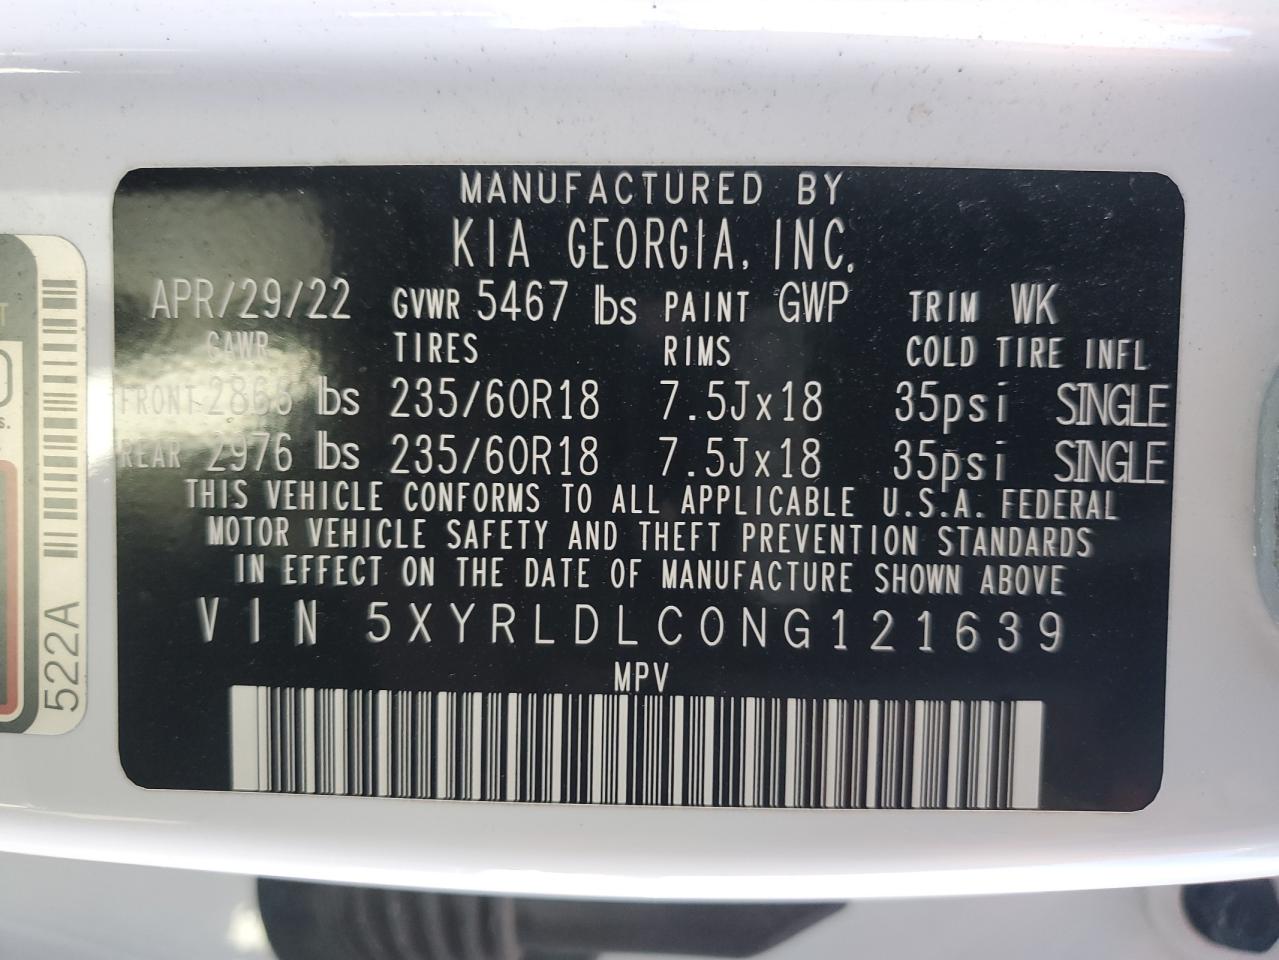 MANUFACTURED BY
KIA GEORGIA, INC.
APR/29/22 GVWR 5467 lbs PAINT GWP TRIM WK
GAWR TIRES RIMS COLD TIRE INFL
FRONT 2866 lbs 235/60R18 7.5Jx18 35psi SINGLE
REAR 2976 lbs 235/60R18 7.5Jx18 35psi SINGLE
THIS VEHICLE CONFORMS TO ALL APPLICABLE U.S.A. FEDERAL
MOTOR VEHICLE SAFETY AND THEFT PREVENTION STANDARDS
IN EFFECT ON THE DATE OF MANUFACTURE SHOWN ABOVE
VIN 5XYRLDLC0NG121639
MPV
522A